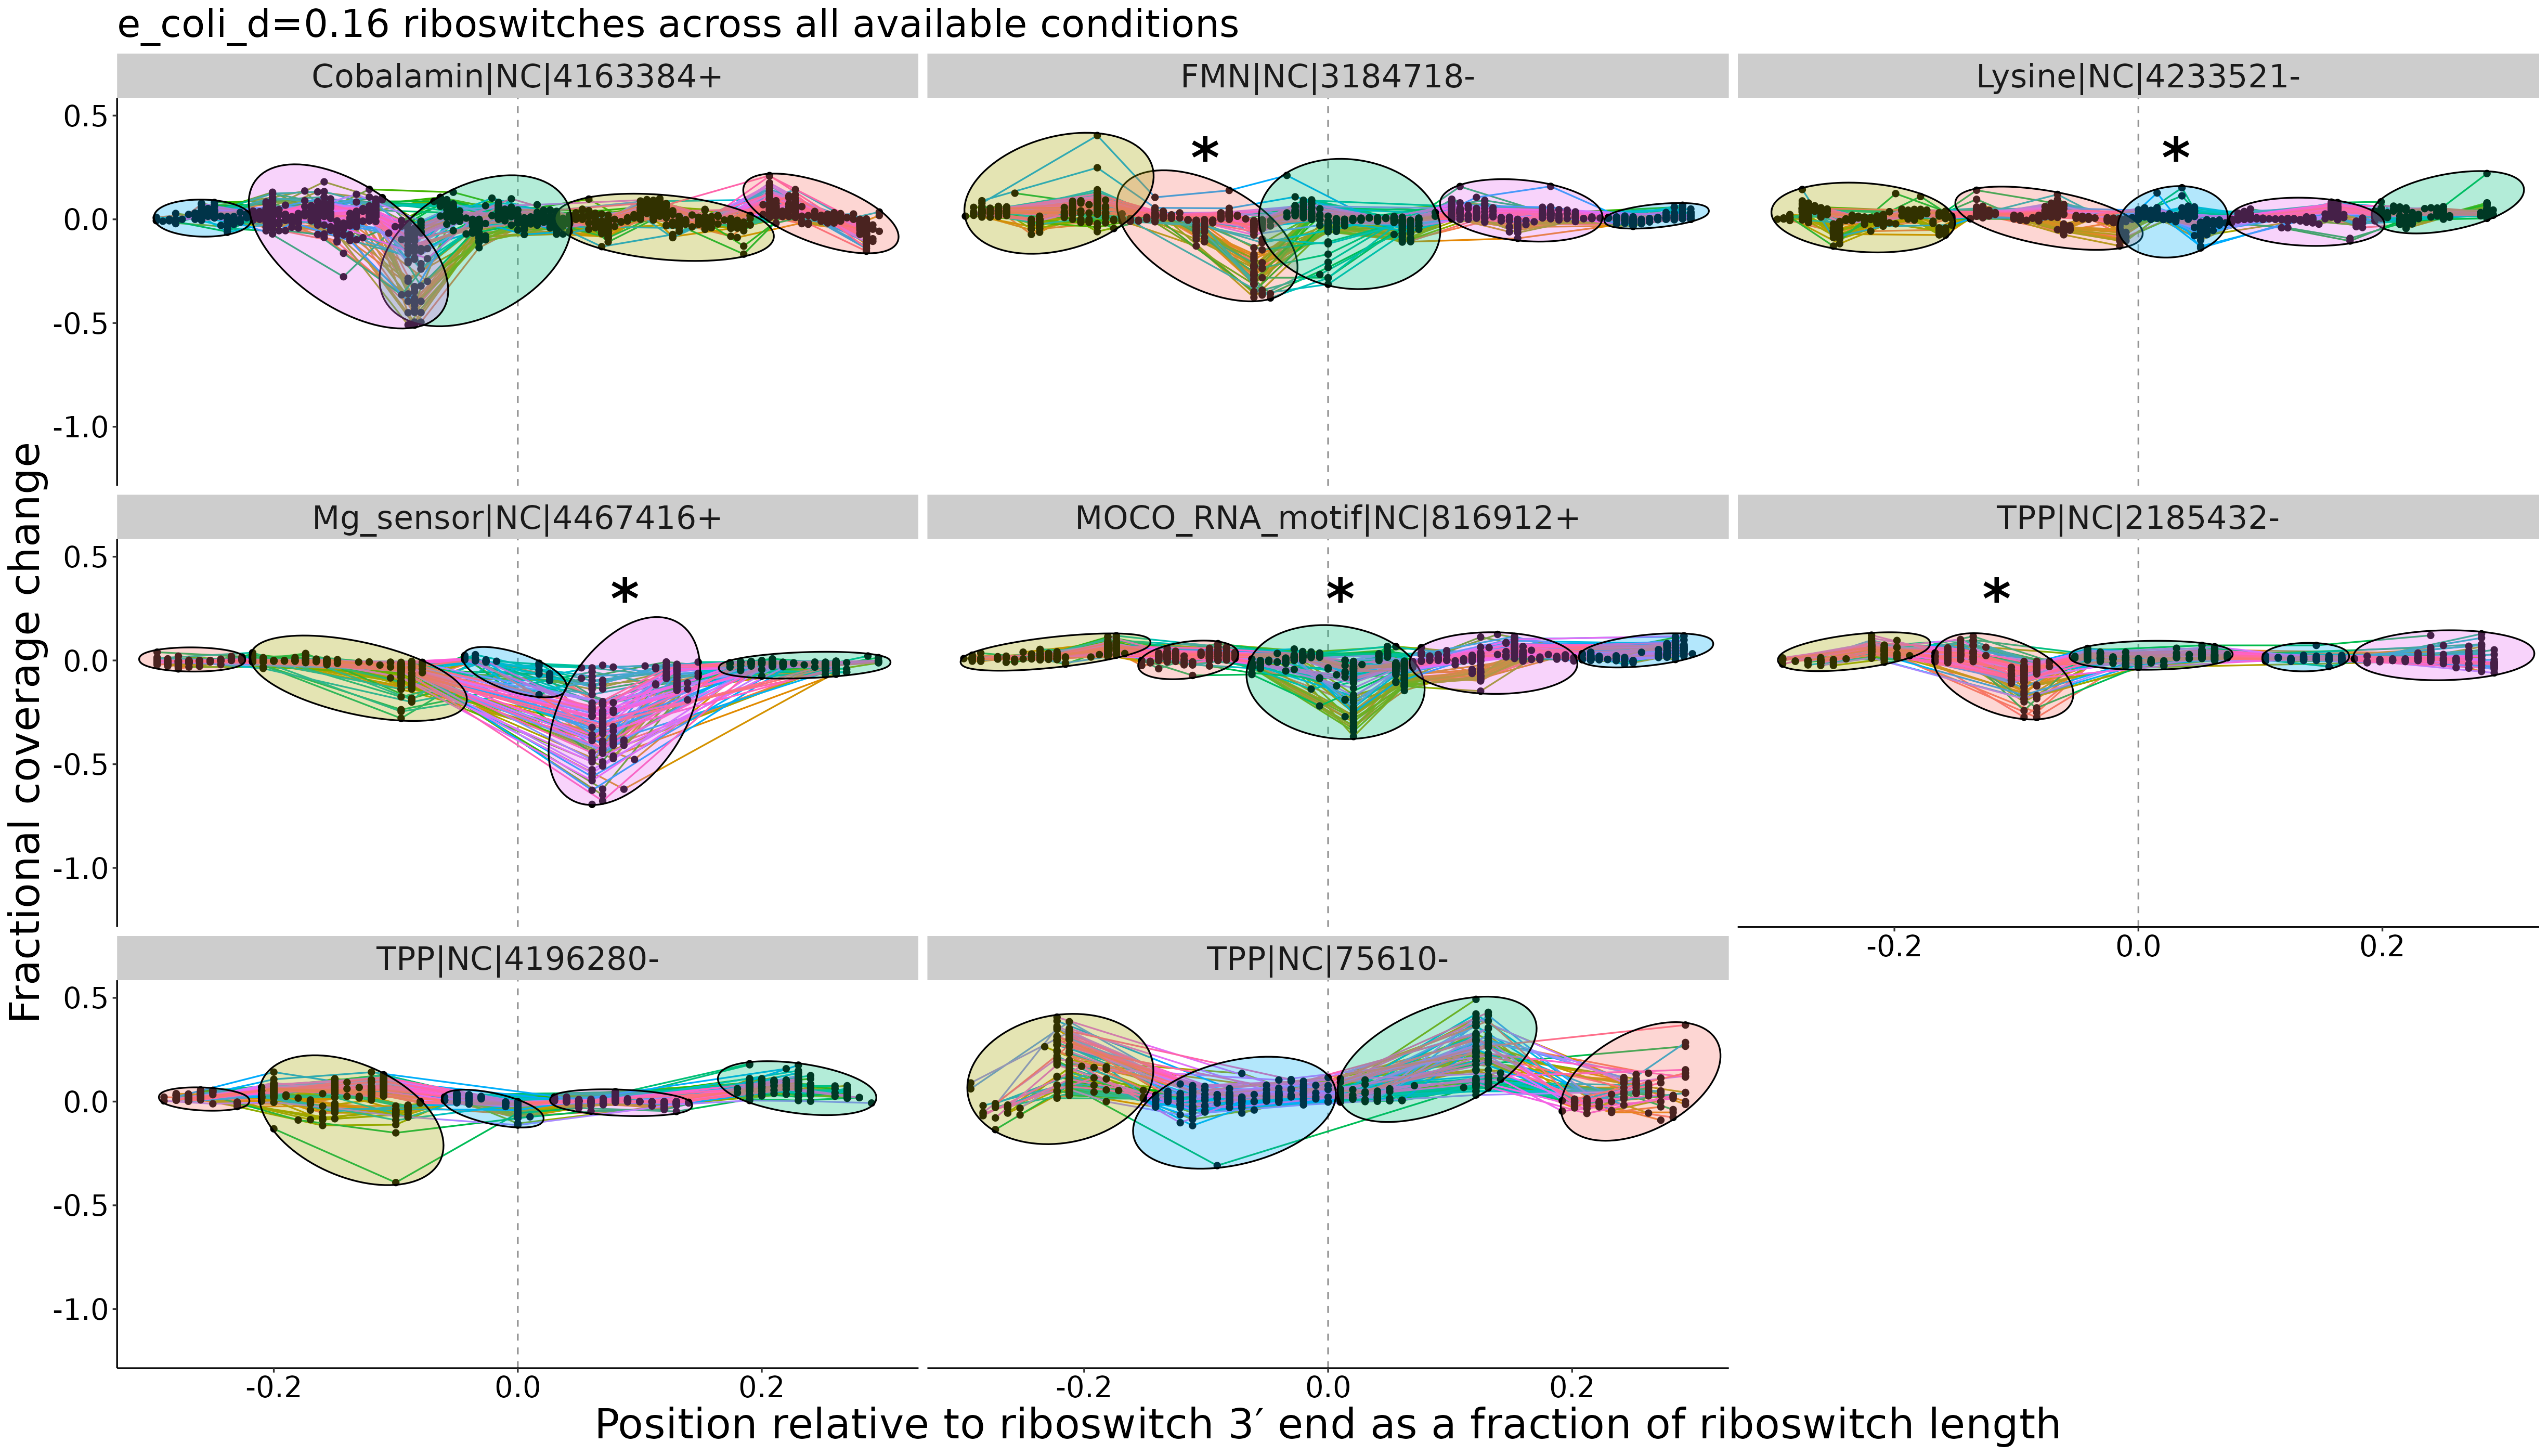 e_coli_d=0.16 riboswitches across all available conditions
Cobalamin|NC|4163384+
FMN|NC|3184718-
Lysine|NC|4233521-
0.5
0.0
-0.5
-1.0
*
*
Mg_sensor|NC|4467416+
MOCO_RNA_motif|NC|816912+
TPP|NC|2185432-
0.5
0.0
-0.5
-1.0
*
*
*
-0.2 0.0 0.2
TPP|NC|4196280-
TPP|NC|75610-
0.5
0.0
-0.5
-1.0
-0.2 0.0 0.2
-0.2 0.0 0.2
Fractional coverage change
Position relative to riboswitch 3′ end as a fraction of riboswitch length